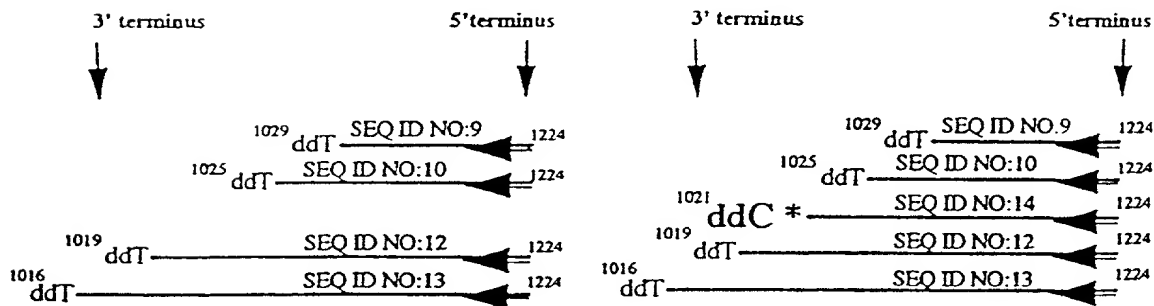 3' terminus 5'terminus 3' terminus 5'terminus
1029 ddT SEQ ID NO:9 1224
1025 ddT SEQ ID NO:10 1224
1019 ddT SEQ ID NO:12 1224
1016 ddT SEQ ID NO:13 1224
1029 ddT SEQ ID NO.9 1224
1025 ddT SEQ ID NO:10 1224
1021 ddC * SEQ ID NO:14 1224
1019 ddT SEQ ID NO:12 1224
1016 ddT SEQ ID NO:13 1224